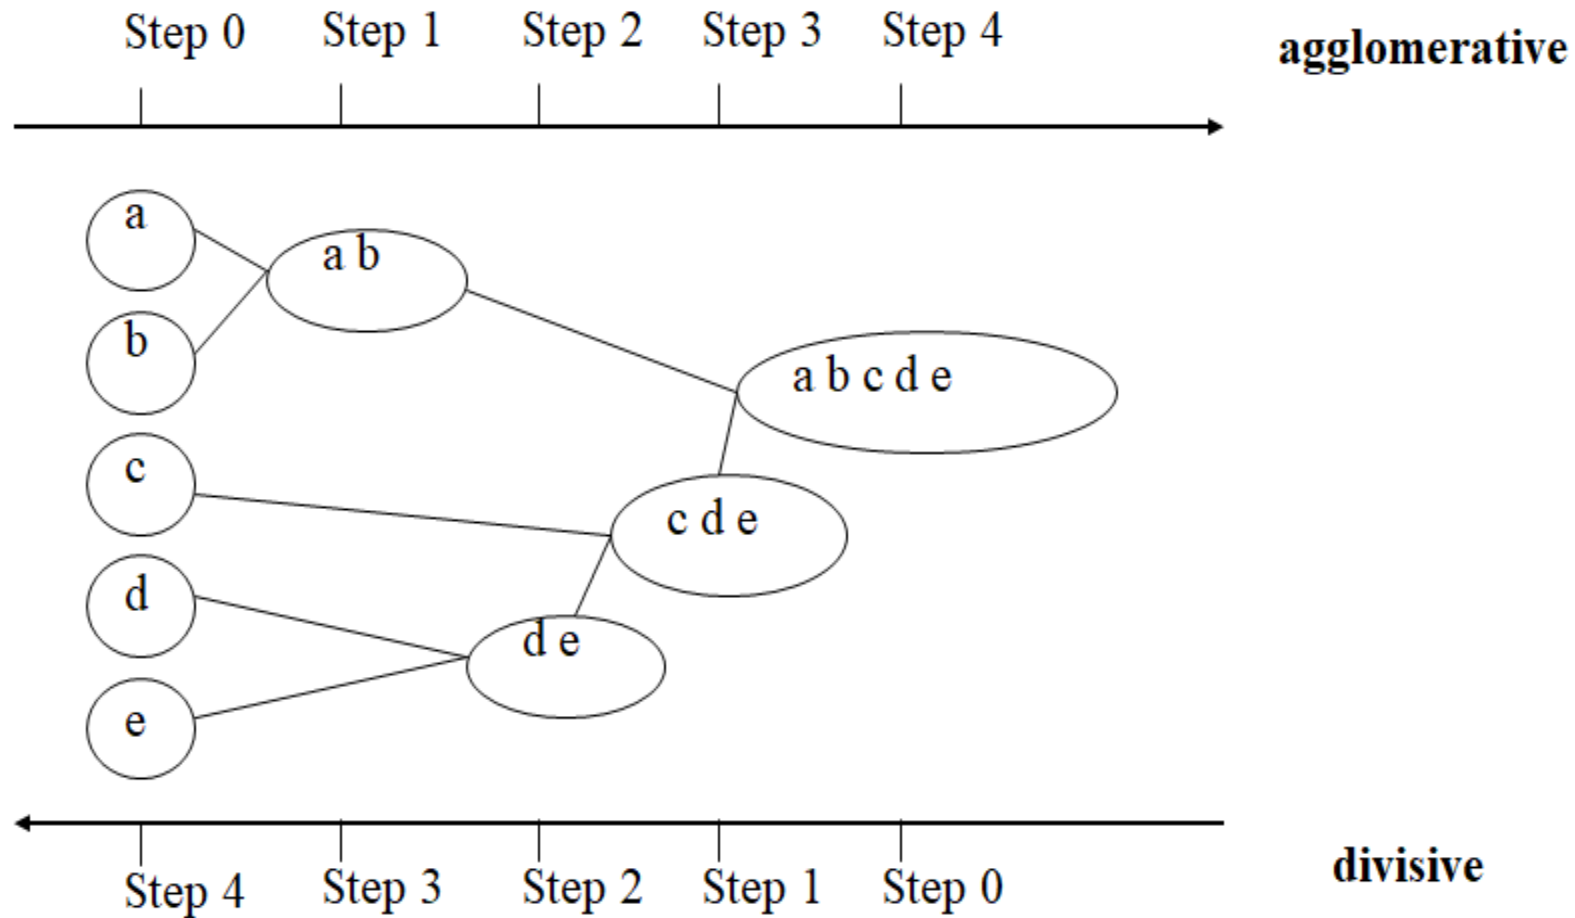 Step 0 Step 1 Step 2 Step 3 Step 4
agglomerative
a
a b
b
a b c d e
c
c d e
d
d e
e
divisive
Step 4 Step 3 Step 2 Step 1 Step 0